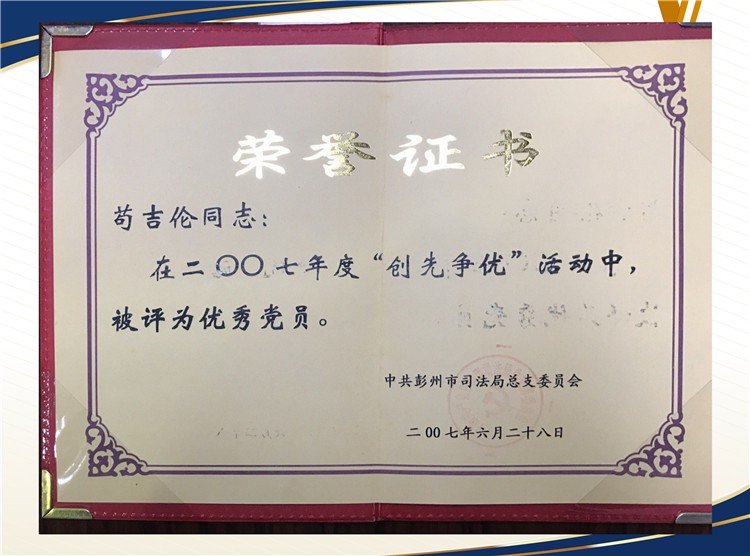 荣誉证书
苟吉伦同志：
在二〇〇七年度“创先争优”活动中，
被评为优秀党员。
中共彭州市司法局总支委员会
二〇〇七年六月二十八日